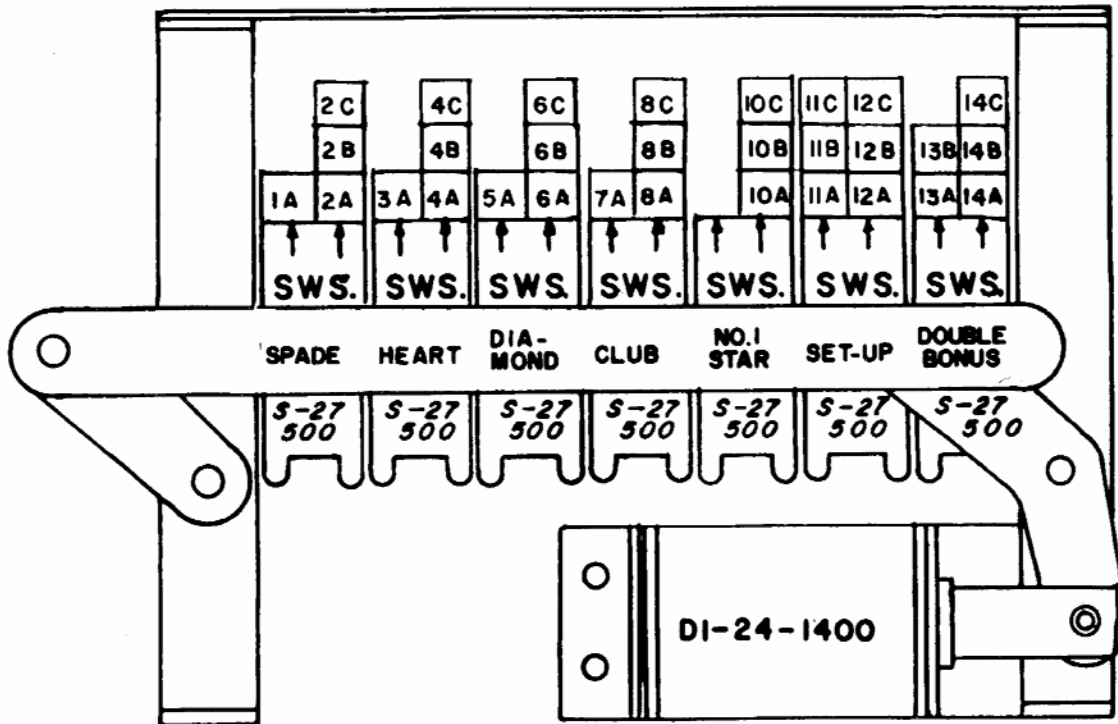 2C 4C 6C 8C 10C 11C 12C 14C
2B 4B 6B 8B 10B 11B 12B 13B 14B
1A 2A 3A 4A 5A 6A 7A 8A 10A 11A 12A 13A 14A
SWS. SWS. SWS. SWS. SWS. SWS. SWS.
SPADE
HEART
DIA-
MOND
CLUB
NO.1
STAR
SET-UP
DOUBLE
BONUS
S-27
500
S-27
500
S-27
500
S-27
500
S-27
500
S-27
500
S-27
500
D1-24-1400